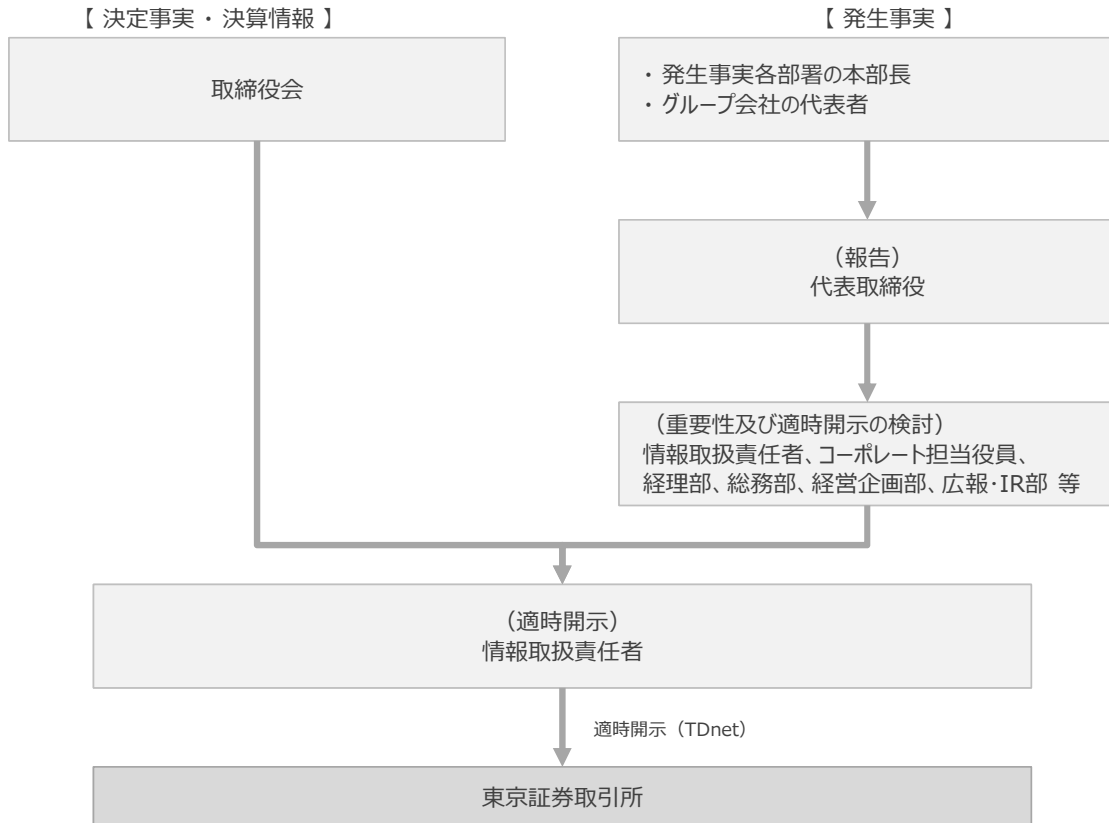 【 決定事実 ・ 決算情報 】
取締役会
【 発生事実 】
・ 発生事実各部署の本部長
・ グループ会社の代表者
（報告）
代表取締役
（重要性及び適時開示の検討）
情報取扱責任者、コーポレート担当役員、
経理部、総務部、経営企画部、広報・IR部 等
（適時開示）
情報取扱責任者
適時開示（TDnet）
東京証券取引所